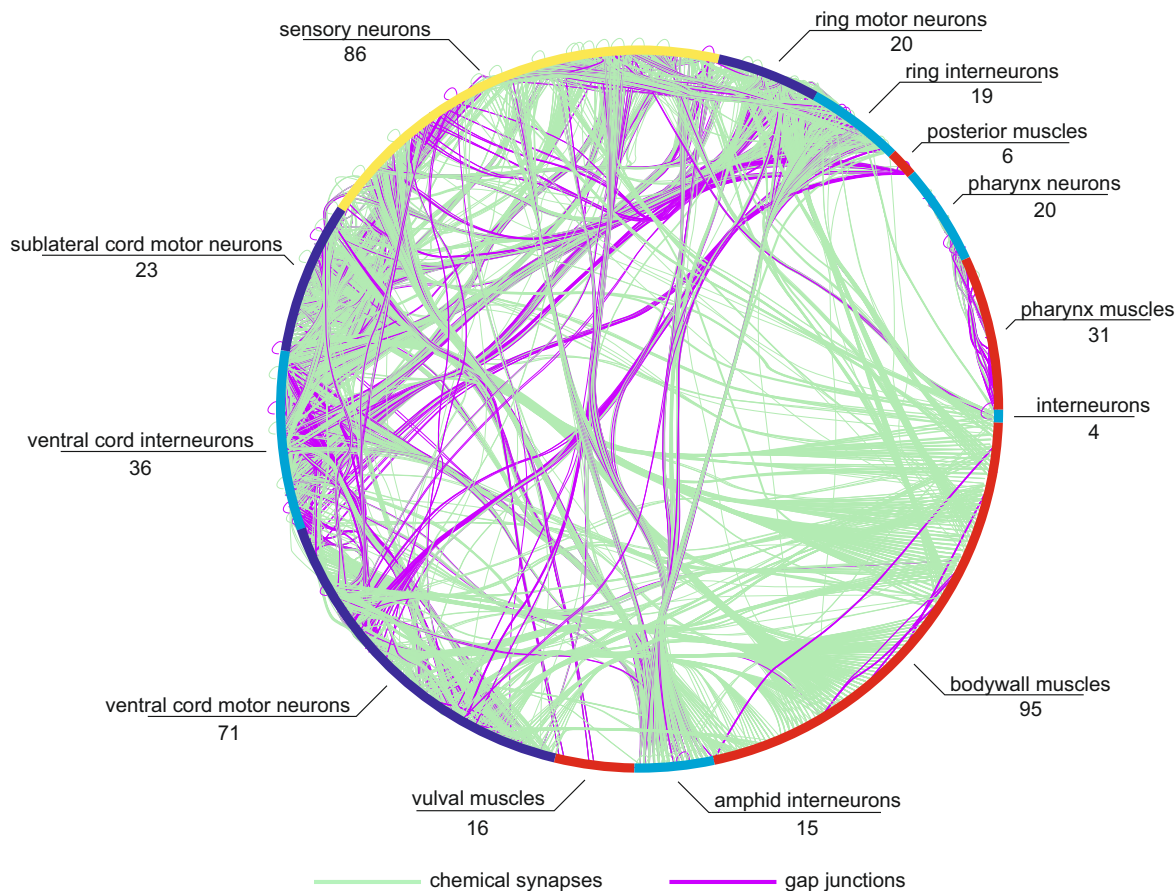 sensory neurons
86
ring motor neurons
20
ring interneurons
19
posterior muscles
6
pharynx neurons
20
sublateral cord motor neurons
23
pharynx muscles
31
interneurons
4
ventral cord interneurons
36
bodywall muscles
95
ventral cord motor neurons
71
vulval muscles
16
amphid interneurons
15
chemical synapses
gap junctions